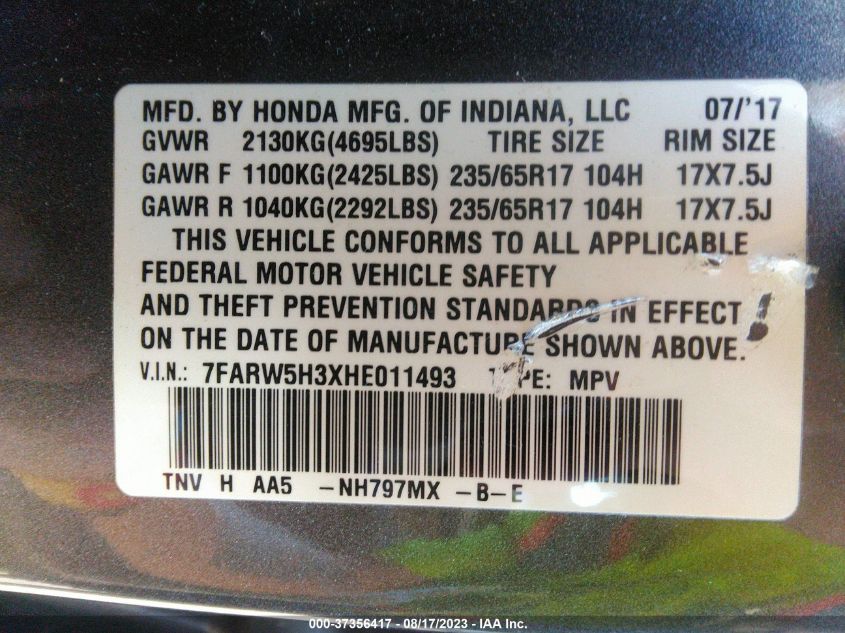 MFD. BY HONDA MFG. OF INDIANA, LLC 07/'17
GVWR 2130KG(4695LBS) TIRE SIZE RIM SIZE
GAWR F 1100KG(2425LBS) 235/65R17 104H 17X7.5J
GAWR R 1040KG(2292LBS) 235/65R17 104H 17X7.5J
THIS VEHICLE CONFORMS TO ALL APPLICABLE
FEDERAL MOTOR VEHICLE SAFETY
AND THEFT PREVENTION STANDARDS IN EFFECT
ON THE DATE OF MANUFACTURE SHOWN ABOVE.
V.I.N.: 7FARW5H3XHE011493 TYPE: MPV
TNV H AA5 -NH797MX -B-E
000-37356417 - 08/17/2023 - IAA Inc.